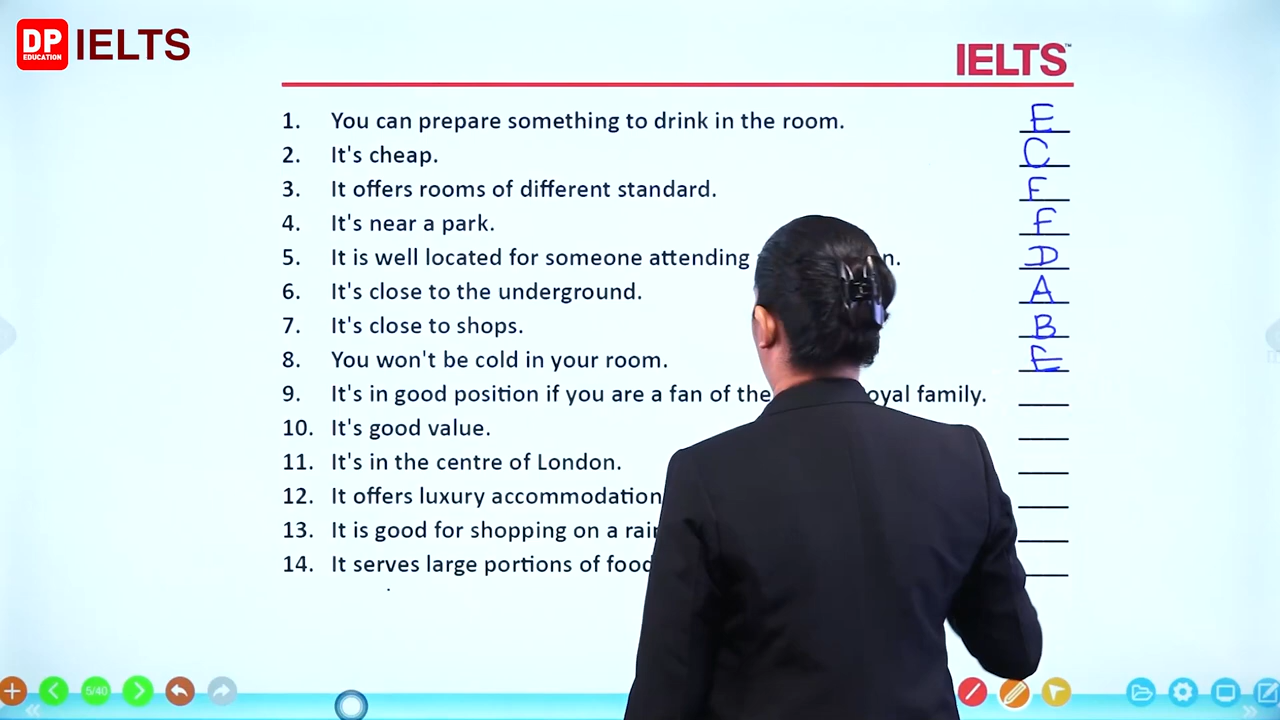 DP IELTS
EDUCATION
IELTS™
1. You can prepare something to drink in the room. E
2. It's cheap. C
3. It offers rooms of different standard. F
4. It's near a park. F
5. It is well located for someone attending n. D
6. It's close to the underground. A
7. It's close to shops. B
8. You won't be cold in your room. E
9. It's in good position if you are a fan of the oyal family.
10. It's good value.
11. It's in the centre of London.
12. It offers luxury accommodation
13. It is good for shopping on a rai
14. It serves large portions of food
5/40